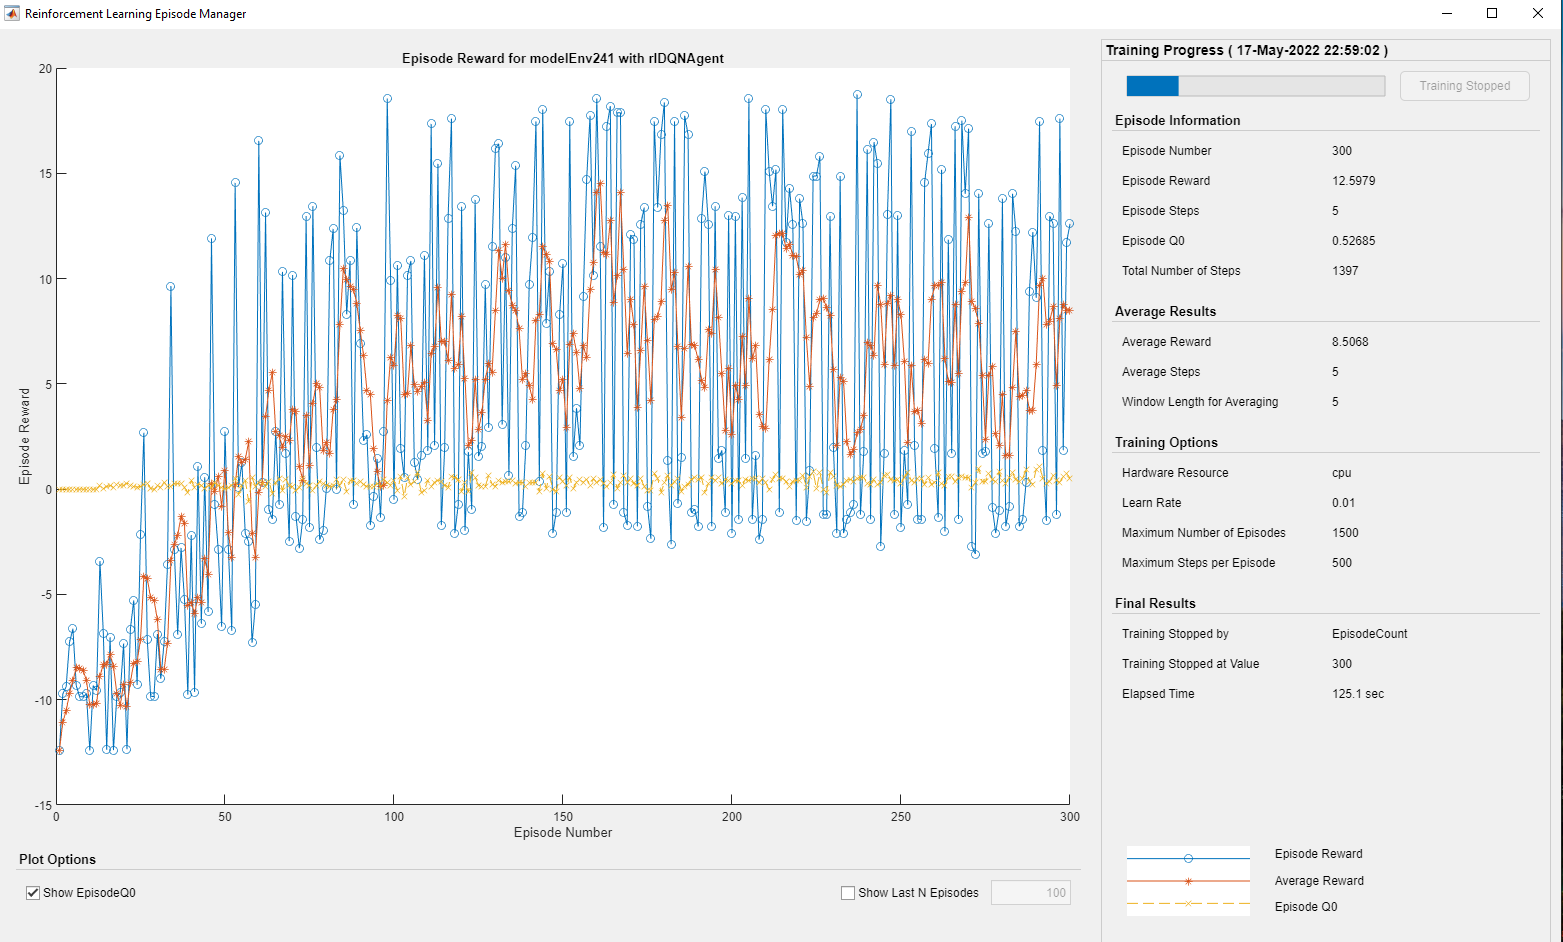 Reinforcement Learning Episode Manager
Episode Reward for modelEnv241 with rlDQNAgent
20
15
10
5
0
-5
-10
-15
Episode Reward
0 50 100 150 200 250 300
Episode Number
Plot Options
Show EpisodeQ0
Show Last N Episodes 100
Training Progress ( 17-May-2022 22:59:02 )
Training Stopped
Episode Information
Episode Number 300
Episode Reward 12.5979
Episode Steps 5
Episode Q0 0.52685
Total Number of Steps 1397
Average Results
Average Reward 8.5068
Average Steps 5
Window Length for Averaging 5
Training Options
Hardware Resource cpu
Learn Rate 0.01
Maximum Number of Episodes 1500
Maximum Steps per Episode 500
Final Results
Training Stopped by EpisodeCount
Training Stopped at Value 300
Elapsed Time 125.1 sec
Episode Reward
Average Reward
Episode Q0